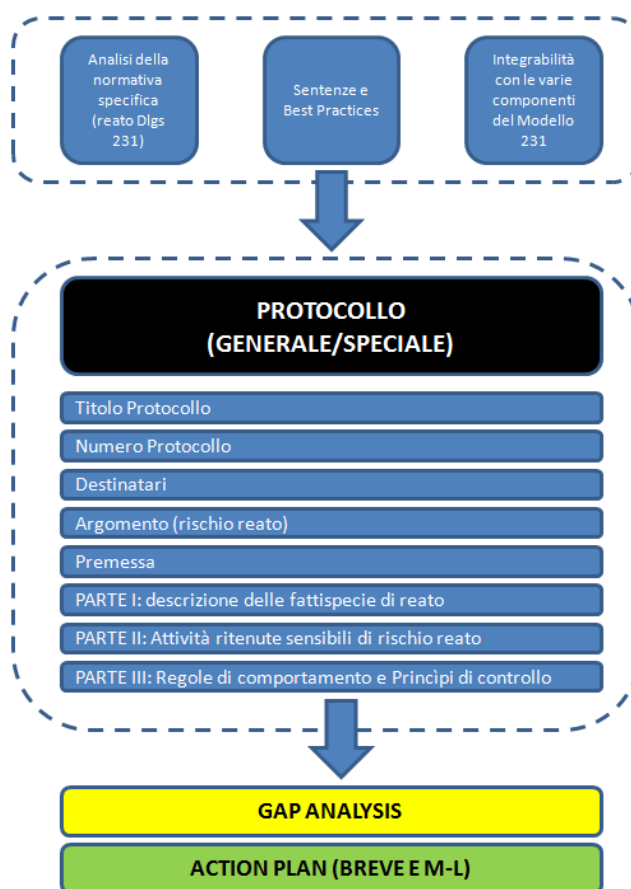 Analisi della
normativa
specifica
(reato Dlgs
231)
Sentenze e
Best Practices
Integrabilità
con le varie
componenti
del Modello
231
PROTOCOLLO
(GENERALE/SPECIALE)
Titolo Protocollo
Numero Protocollo
Destinatari
Argomento (rischio reato)
Premessa
PARTE I: descrizione delle fattispecie di reato
PARTE II: Attività ritenute sensibili di rischio reato
PARTE III: Regole di comportamento e Princìpi di controllo
GAP ANALYSIS
ACTION PLAN (BREVE E M-L)